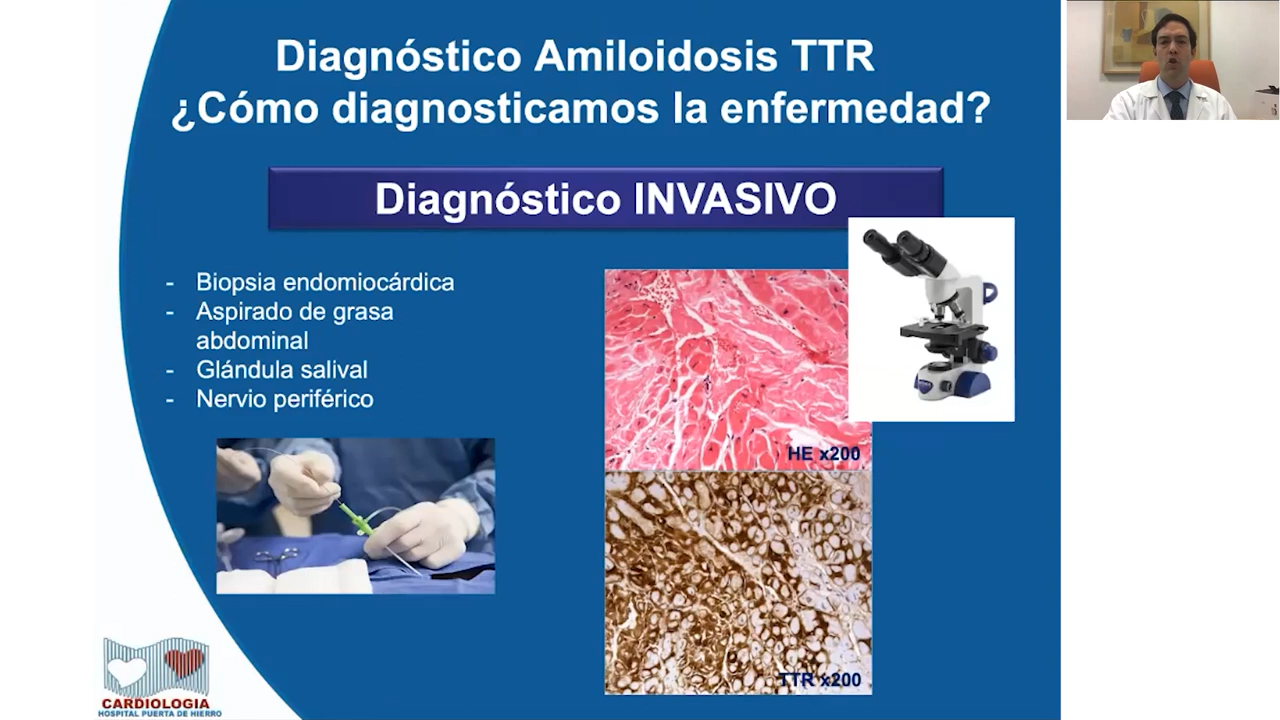 Diagnóstico Amiloidosis TTR
¿Cómo diagnosticamos la enfermedad?
Diagnóstico INVASIVO
- Biopsia endomiocárdica
- Aspirado de grasa
abdominal
- Glándula salival
- Nervio periférico
HE x200
TTR x200
CARDIOLOGIA
HOSPITAL PUERTA DE HIERRO